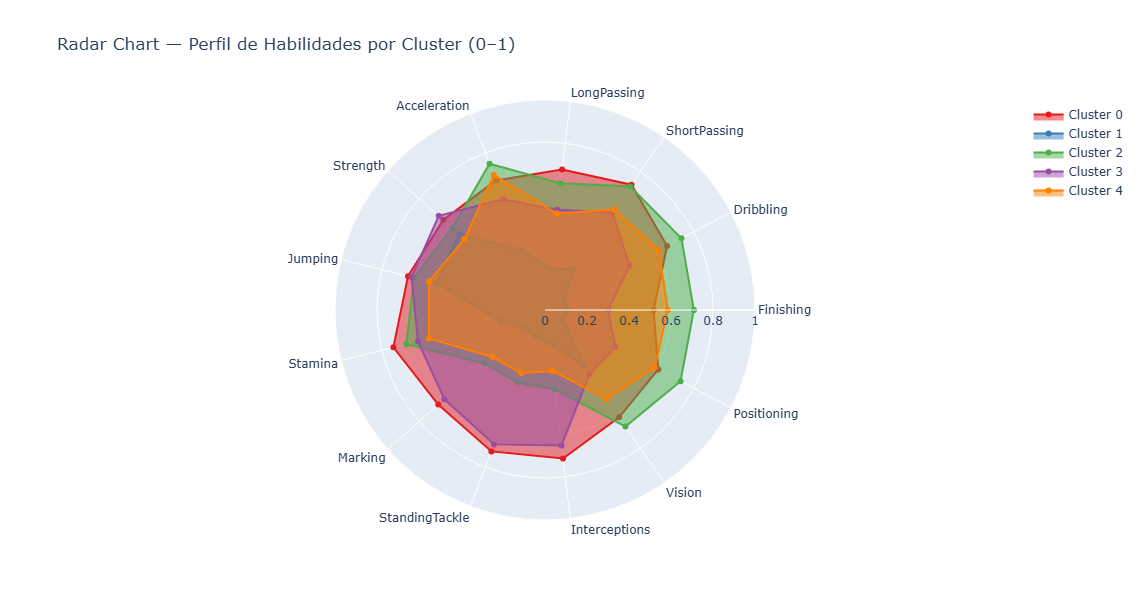 Radar Chart — Perfil de Habilidades por Cluster (0–1)
LongPassing
Acceleration
ShortPassing
Strength
Dribbling
Jumping
Finishing
0 0.2 0.4 0.6 0.8 1
Stamina
Positioning
Marking
Vision
StandingTackle
Interceptions
Cluster 0
Cluster 1
Cluster 2
Cluster 3
Cluster 4